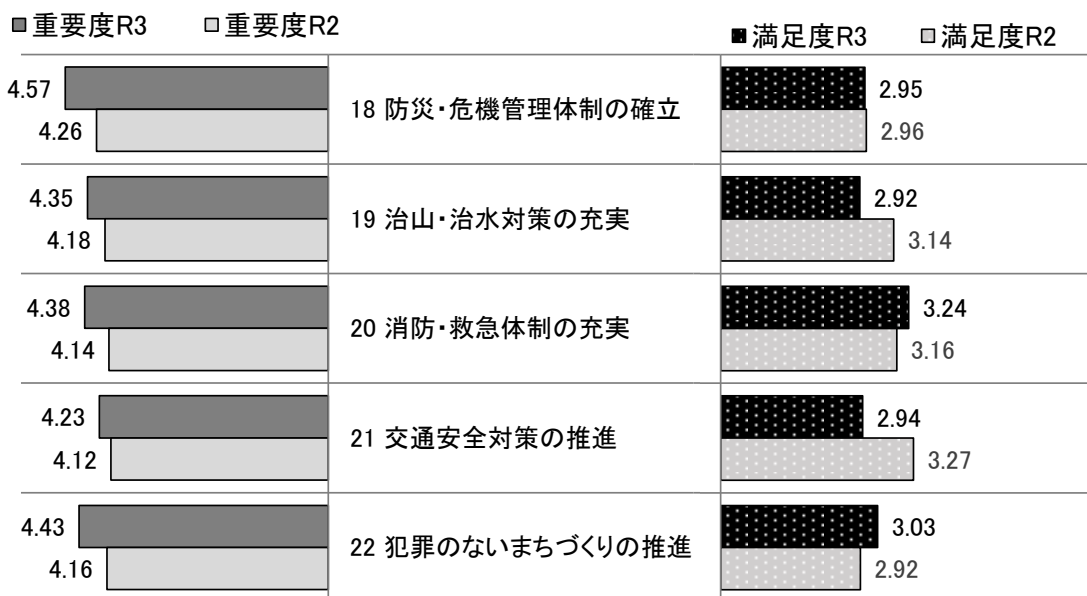 ■重要度R3 □重要度R2
■満足度R3 □満足度R2
4.57
4.26
18 防災・危機管理体制の確立
2.95
2.96
4.35
4.18
19 治山・治水対策の充実
2.92
3.14
4.38
4.14
20 消防・救急体制の充実
3.24
3.16
4.23
4.12
21 交通安全対策の推進
2.94
3.27
4.43
4.16
22 犯罪のないまちづくりの推進
3.03
2.92